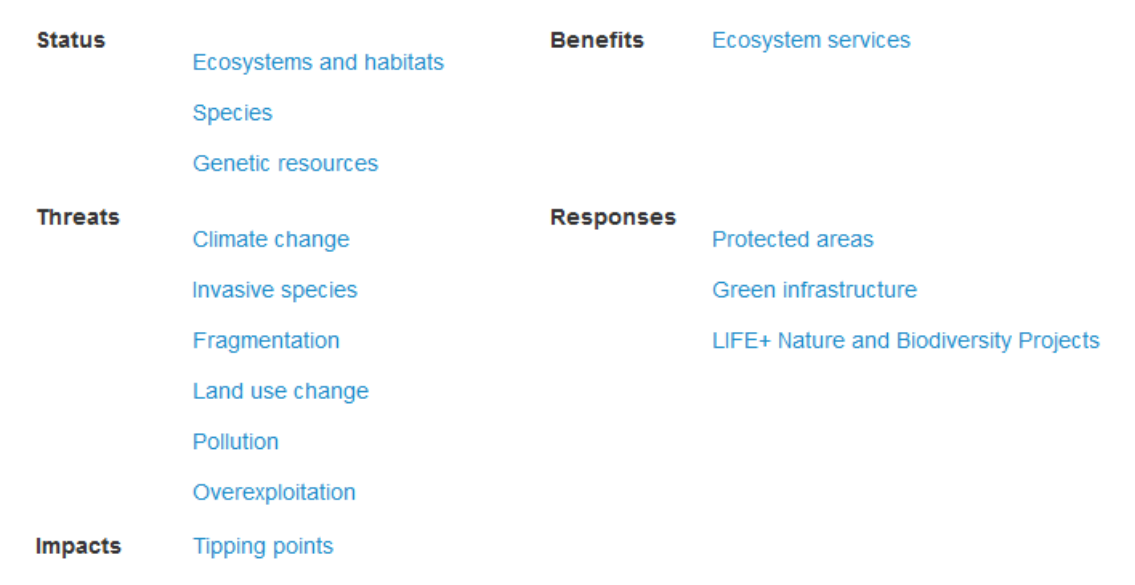 Status
Ecosystems and habitats
Species
Genetic resources
Threats
Climate change
Invasive species
Fragmentation
Land use change
Pollution
Overexploitation
Impacts
Tipping points
Benefits
Ecosystem services
Responses
Protected areas
Green infrastructure
LIFE+ Nature and Biodiversity Projects